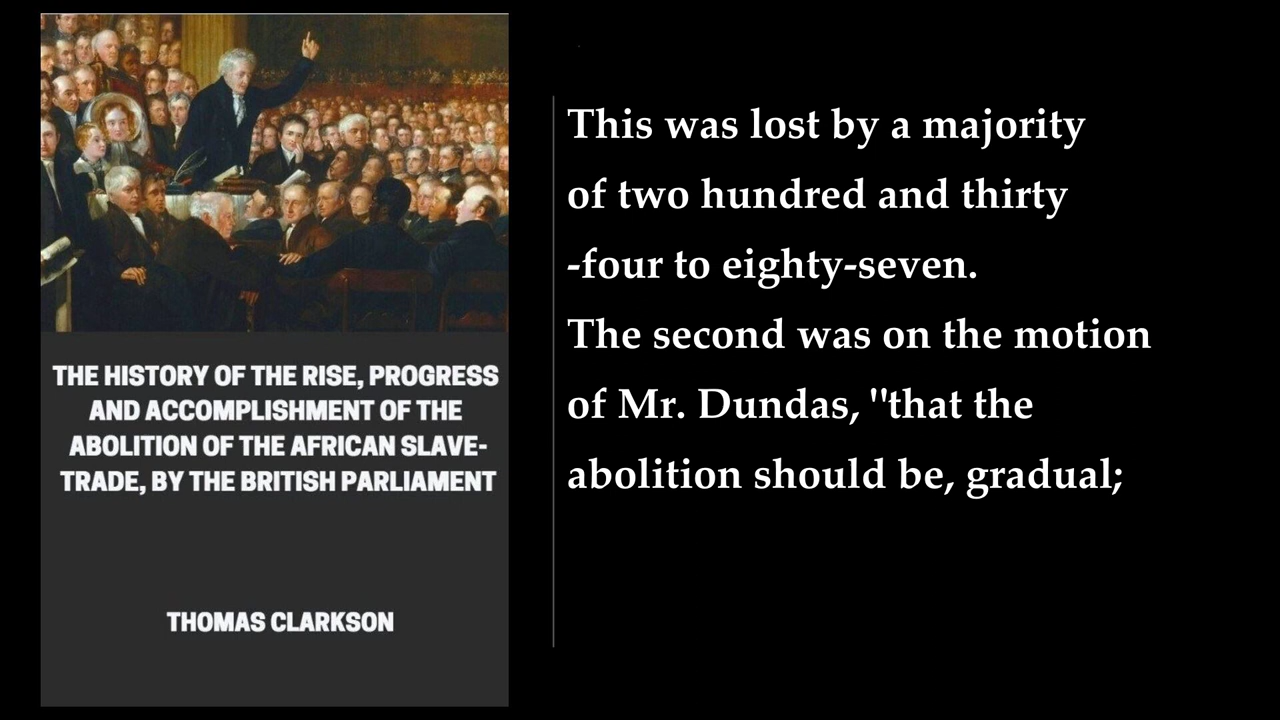 THE HISTORY OF THE RISE, PROGRESS
AND ACCOMPLISHMENT OF THE
ABOLITION OF THE AFRICAN SLAVE-
TRADE, BY THE BRITISH PARLIAMENT
THOMAS CLARKSON
This was lost by a majority
of two hundred and thirty
-four to eighty-seven.
The second was on the motion
of Mr. Dundas, "that the
abolition should be, gradual;